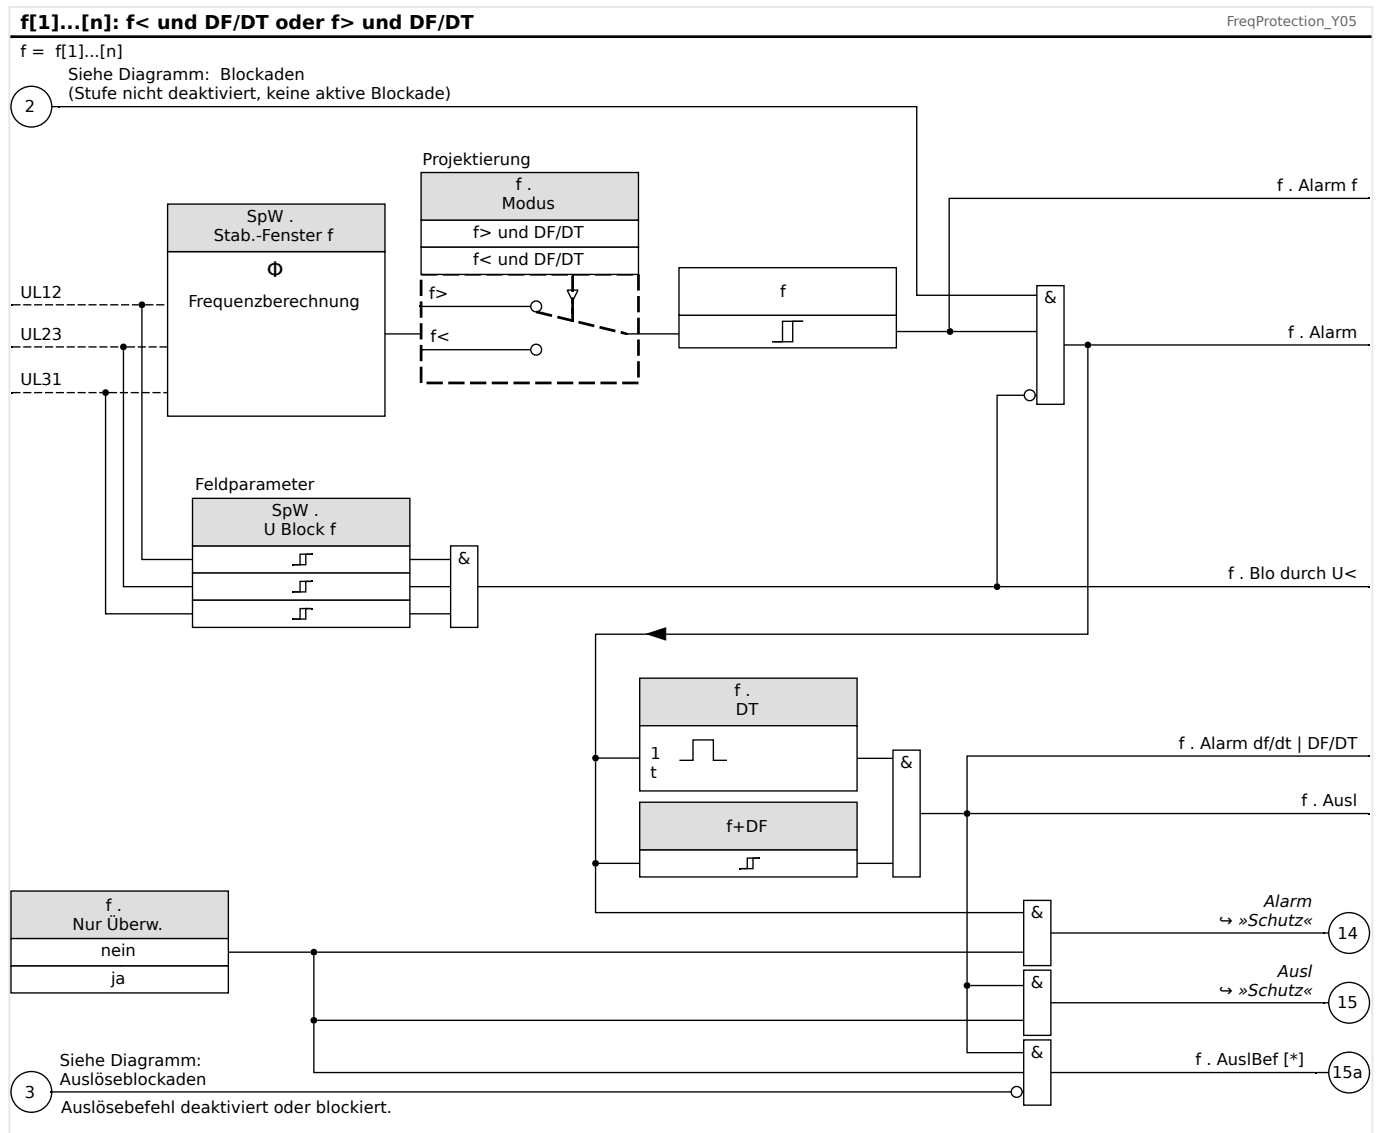 f[1]...[n]: f< und DF/DT oder f> und DF/DT
FreqProtection_Y05
f = f[1]...[n]
Siehe Diagramm: Blockaden
(Stufe nicht deaktiviert, keine aktive Blockade)
2
Projektierung
f .
Modus
f> und DF/DT
f< und DF/DT
f . Alarm f
SpW .
Stab.-Fenster f
Φ
Frequenzberechnung
UL12
UL23
UL31
f>
f<
f
&
f . Alarm
Feldparameter
SpW .
U Block f
&
f . Blo durch U<
f .
DT
1
t
&
f . Alarm df/dt | DF/DT
f . Ausl
f+DF
f .
Nur Überw.
nein
ja
&
Alarm
↪ »Schutz«
14
&
Ausl
↪ »Schutz«
15
&
f . AuslBef [*]
15a
Siehe Diagramm:
Auslöseblockaden
3
Auslösebefehl deaktiviert oder blockiert.